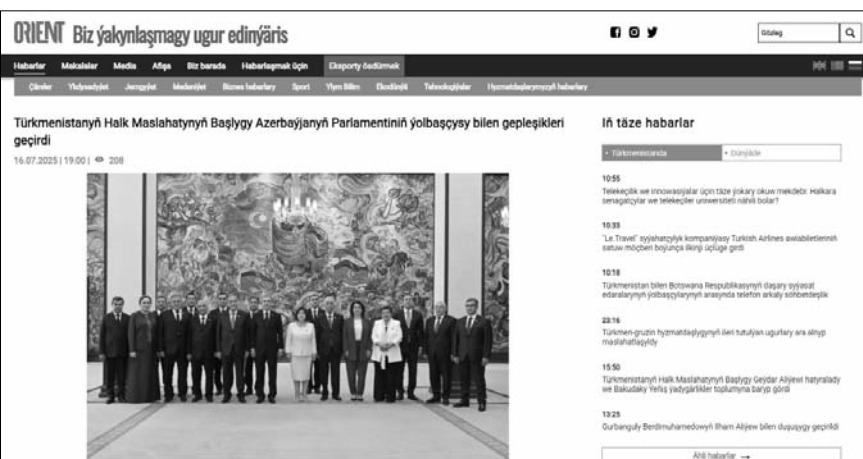 ORIENT Biz ýakynlaşmagy ugur edinýäris
Gözleg
Habarlar Makalalar Media Afişa Biz barada Habarlaşmak üçin Eksporty ösdürmek
Çäreler Ykdysadyýet Jemgyýet Medeniýet Biznes habarlary Sport Ylym Bilim Ekodünýä Tehnologiýalar Hyzmatdaşlarymyzyň habarlary
Türkmenistanyň Halk Maslahatynyň Başlygy Azerbaýjanyň Parlamentiniň ýolbaşçysy bilen gepleşikleri
geçirdi
16.07.2025 | 19:00 | 208
Iň täze habarlar
• Türkmenistanda
• Dünýäde
10:55
Telekeçilik we innowasiýalar üçin täze ýokary okuw mekdebi: Halkara
senagatçylar we telekeçiler uniwersiteti nähili bolar?
10:33
"Le.Travel" syýahatçylyk kompaniýasy Turkish Airlines awiabiletleriniň
satuw möçberi boýunça ilkinji üçlüge girdi
10:18
Türkmenistan bilen Botswana Respublikasynyň daşary syýasat
edaralarynyň ýolbaşçylarynyň arasynda telefon arkaly söhbetdeşlik
23:16
Türkmen-gruzin hyzmatdaşlygynyň ileri tutulýan ugurlary ara alnyp
maslahatlaşyldy
15:50
Türkmenistanyň Halk Maslahatynyň Başlygy Geýdar Aliýewi hatyralady
we Bakudaky Ýeňiş ýadygärlikler toplumyna baryp gördi
13:25
Gurbanguly Berdimuhamedowyň Ilham Aliýew bilen duşuşygy geçirildi
Ähli habarlar →